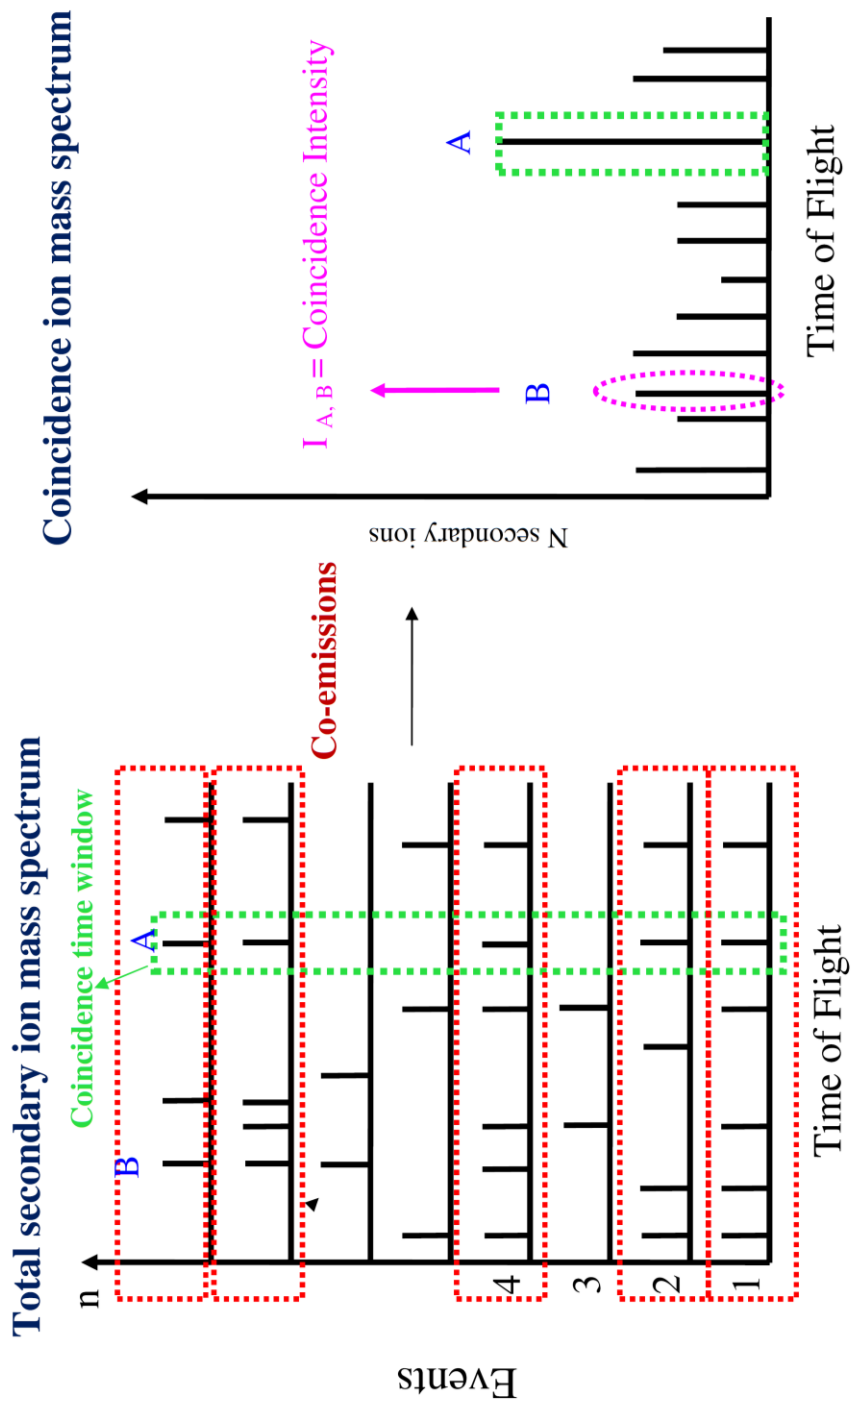 Total secondary ion mass spectrum
Coincidence time window
n
B
A
4
3
2
1
Events
Time of Flight
Co-emissions
Coincidence ion mass spectrum
I A, B = Coincidence Intensity
B
A
N secondary ions
Time of Flight